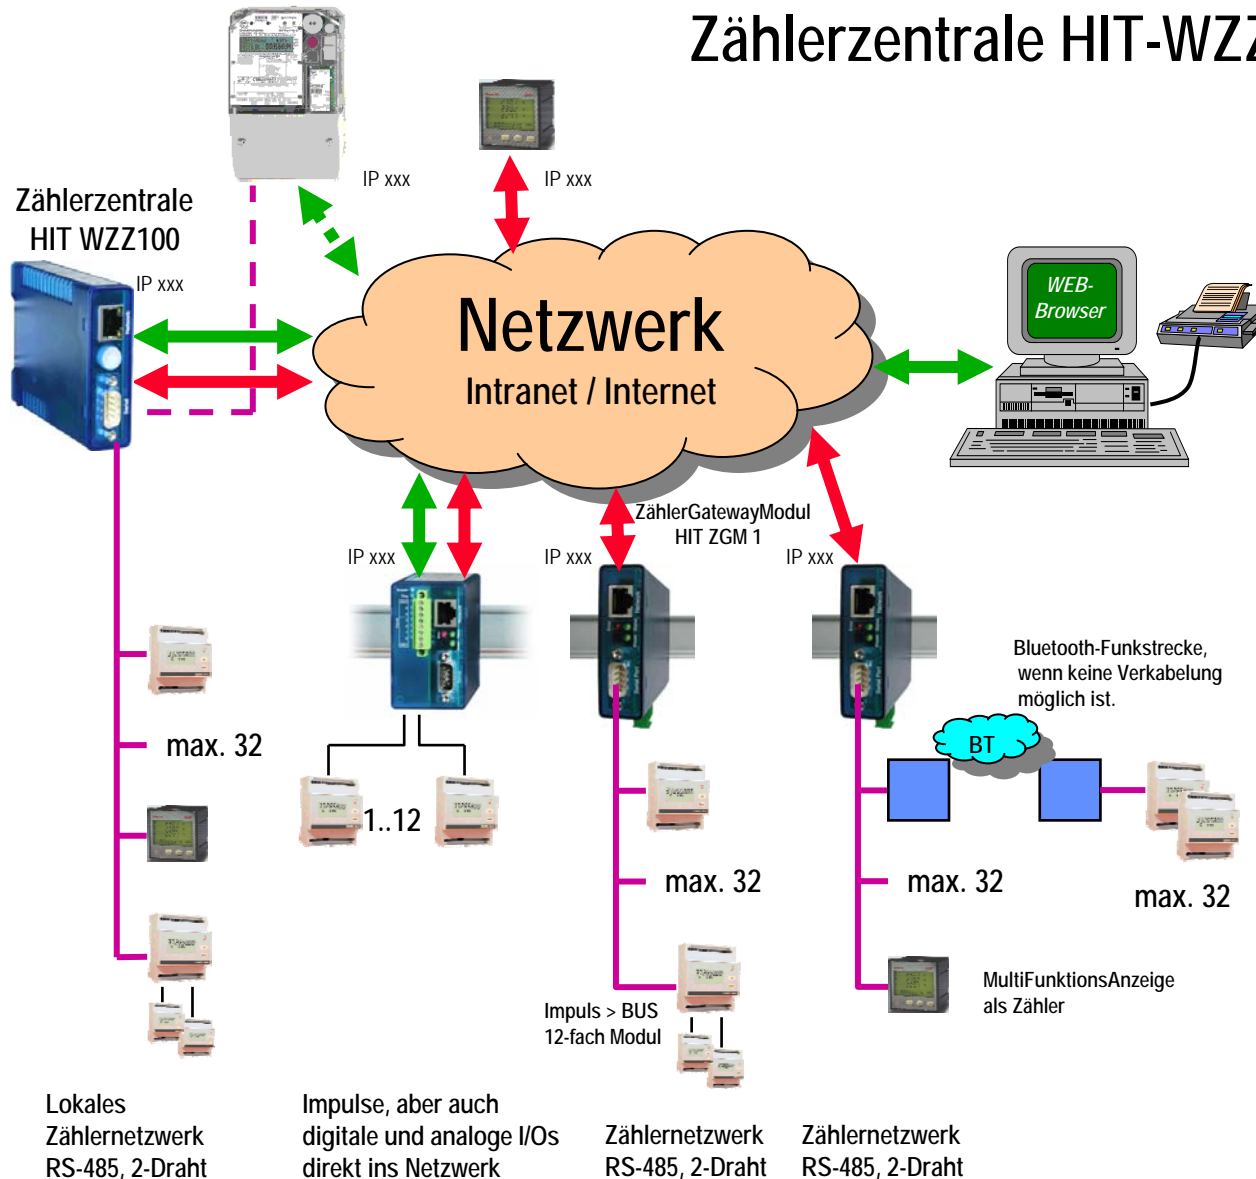 Zählerzentrale HIT-WZZ
IP xxx
IP xxx
Zählerzentrale
HIT WZZ100
IP xxx
Netzwerk
Intranet / Internet
WEB-
Browser
ZählerGatewayModul
HIT ZGM 1
IP xxx
IP xxx
IP xxx
Bluetooth-Funkstrecke,
wenn keine Verkabelung
möglich ist.
BT
max. 32
1..12
max. 32
max. 32
max. 32
MultiFunktionsAnzeige
als Zähler
Impuls > BUS
12-fach Modul
Lokales
Zählernetzwerk
RS-485, 2-Draht
Impulse, aber auch
digitale und analoge I/Os
direkt ins Netzwerk
Zählernetzwerk
RS-485, 2-Draht
Zählernetzwerk
RS-485, 2-Draht